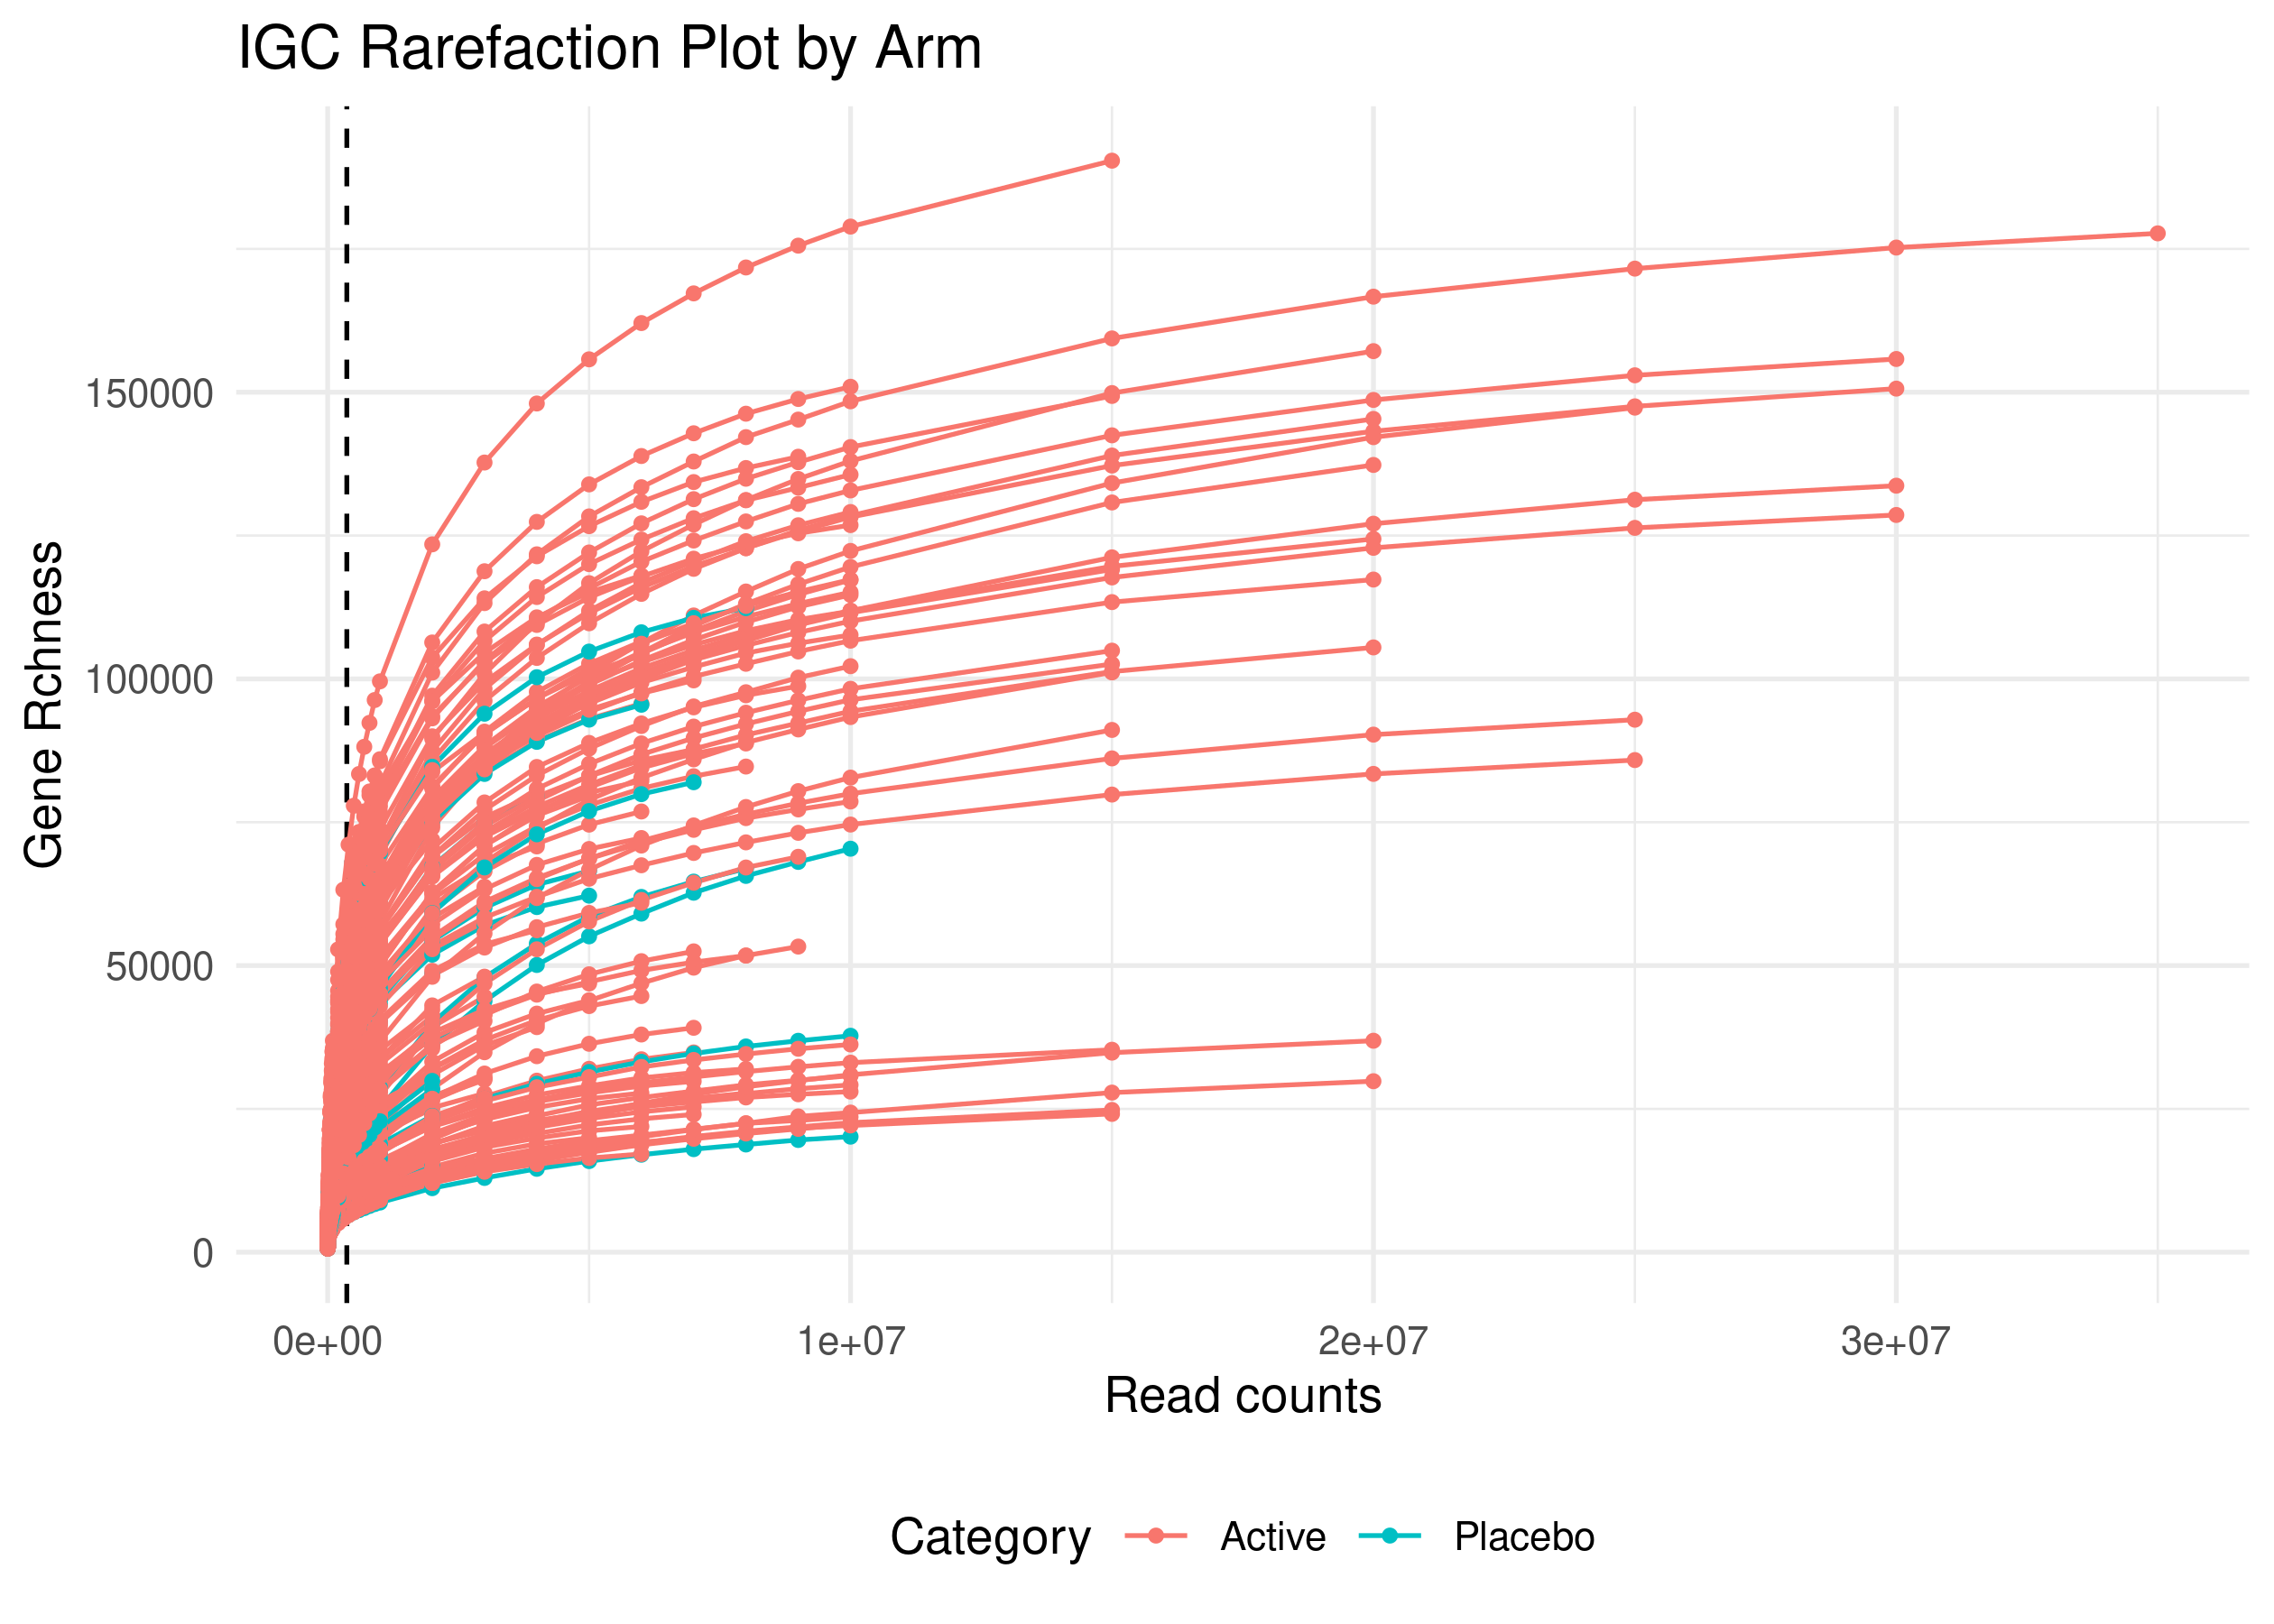 IGC Rarefaction Plot by Arm
Gene Rchness
150000
100000
50000
0
0e+00 1e+07 2e+07 3e+07
Read counts
Category Active Placebo